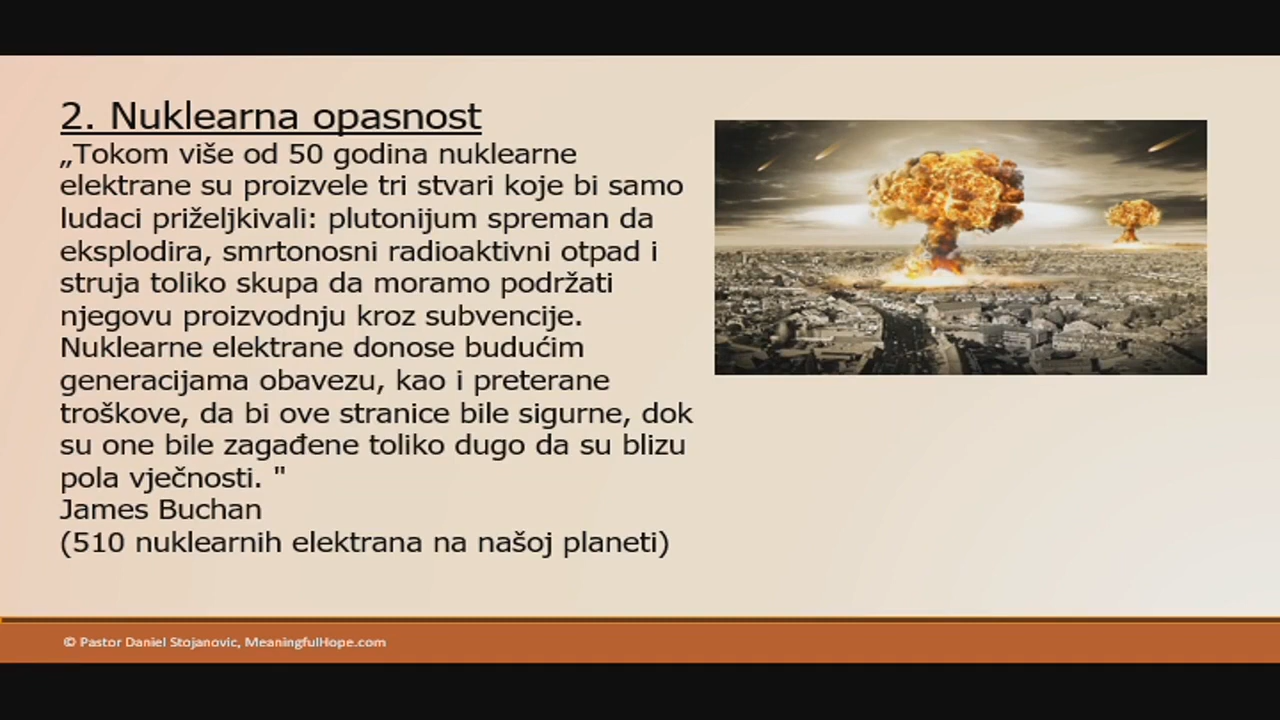 2. Nuklearna opasnost
„Tokom više od 50 godina nuklearne
elektrane su proizvele tri stvari koje bi samo
ludaci priželjkivali: plutonijum spreman da
eksplodira, smrtonosni radioaktivni otpad i
struja toliko skupa da moramo podržati
njegovu proizvodnju kroz subvencije.
Nuklearne elektrane donose budućim
generacijama obavezu, kao i preterane
troškove, da bi ove stranice bile sigurne, dok
su one bile zagađene toliko dugo da su blizu
pola vječnosti. "
James Buchan
(510 nuklearnih elektrana na našoj planeti)
© Pastor Daniel Stojanovic, MeaningfulHope.com